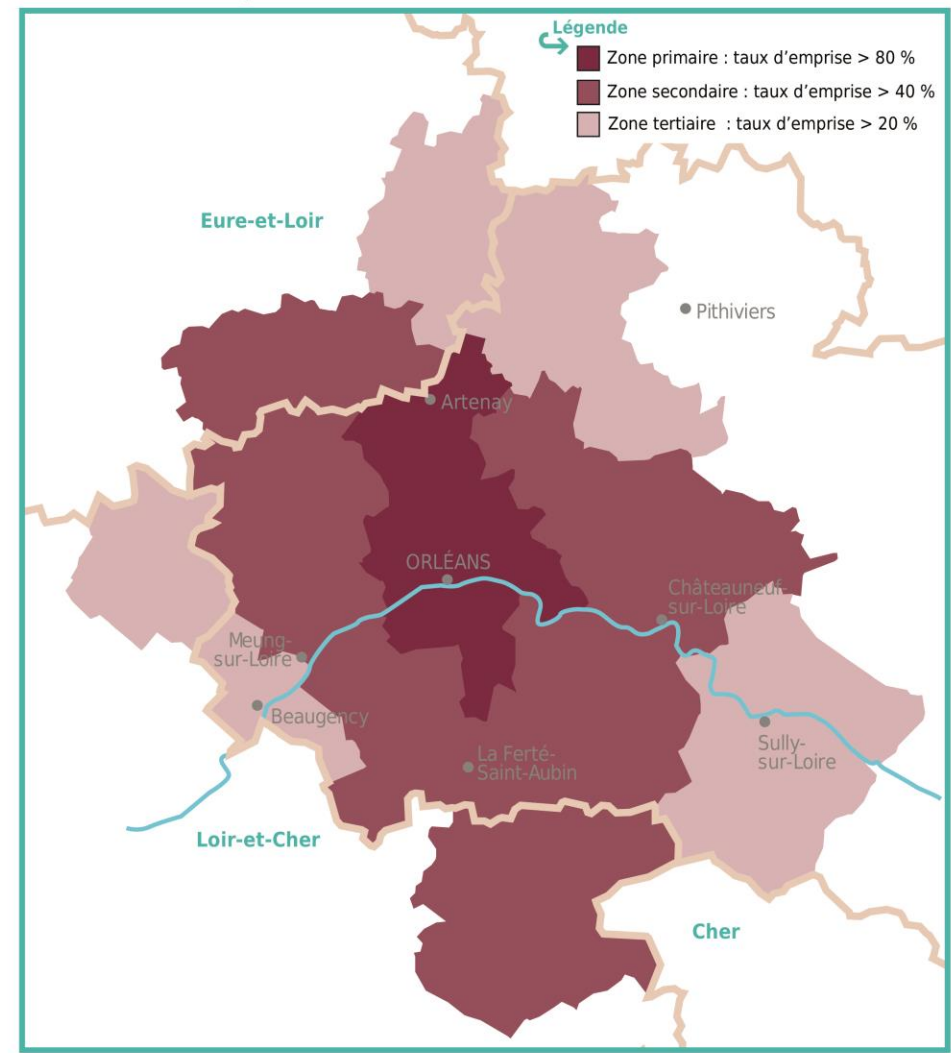 Légende
Zone primaire : taux d'emprise > 80 %
Zone secondaire : taux d'emprise > 40 %
Zone tertiaire : taux d'emprise > 20 %
Eure-et-Loir
Pithiviers
Artenay
ORLÉANS
Châteauneuf-
sur-Loire
Meung-
sur-Loire
Beaugency
Sully-
sur-Loire
La Ferté-
Saint-Aubin
Loir-et-Cher
Cher